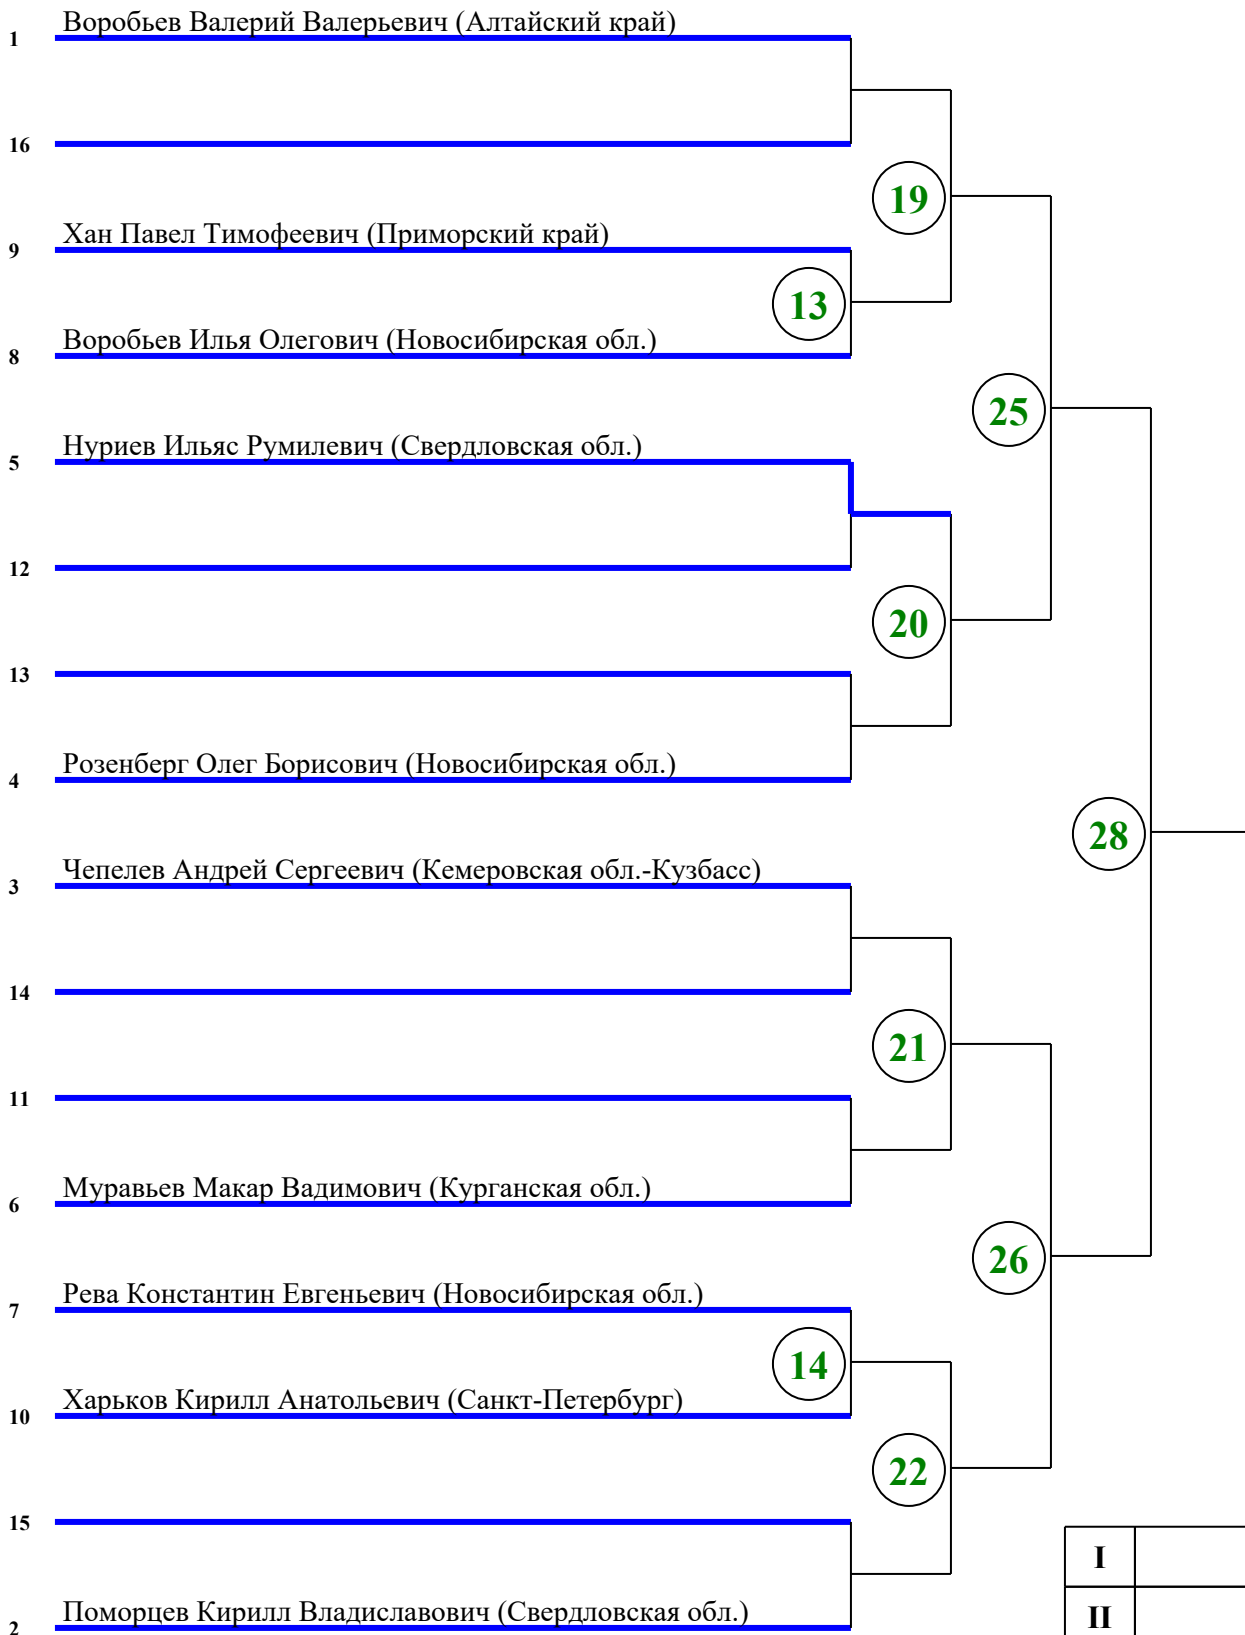 Воробьев Валерий Валерьевич (Алтайский край)
1
16
19
Хан Павел Тимофеевич (Приморский край)
9
13
Воробьев Илья Олегович (Новосибирская обл.)
8
25
Нуриев Ильяс Румилевич (Свердловская обл.)
5
12
20
13
Розенберг Олег Борисович (Новосибирская обл.)
4
28
Чепелев Андрей Сергеевич (Кемеровская обл.-Кузбасс)
3
14
21
11
Муравьев Макар Вадимович (Курганская обл.)
6
26
Рева Константин Евгеньевич (Новосибирская обл.)
7
14
Харьков Кирилл Анатольевич (Санкт-Петербург)
10
22
15
I
Поморцев Кирилл Владиславович (Свердловская обл.)
2
II